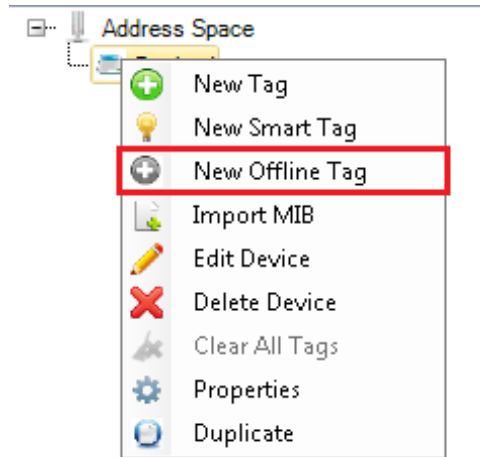 Address Space
New Tag
New Smart Tag
New Offline Tag
Import MIB
Edit Device
Delete Device
Clear All Tags
Properties
Duplicate